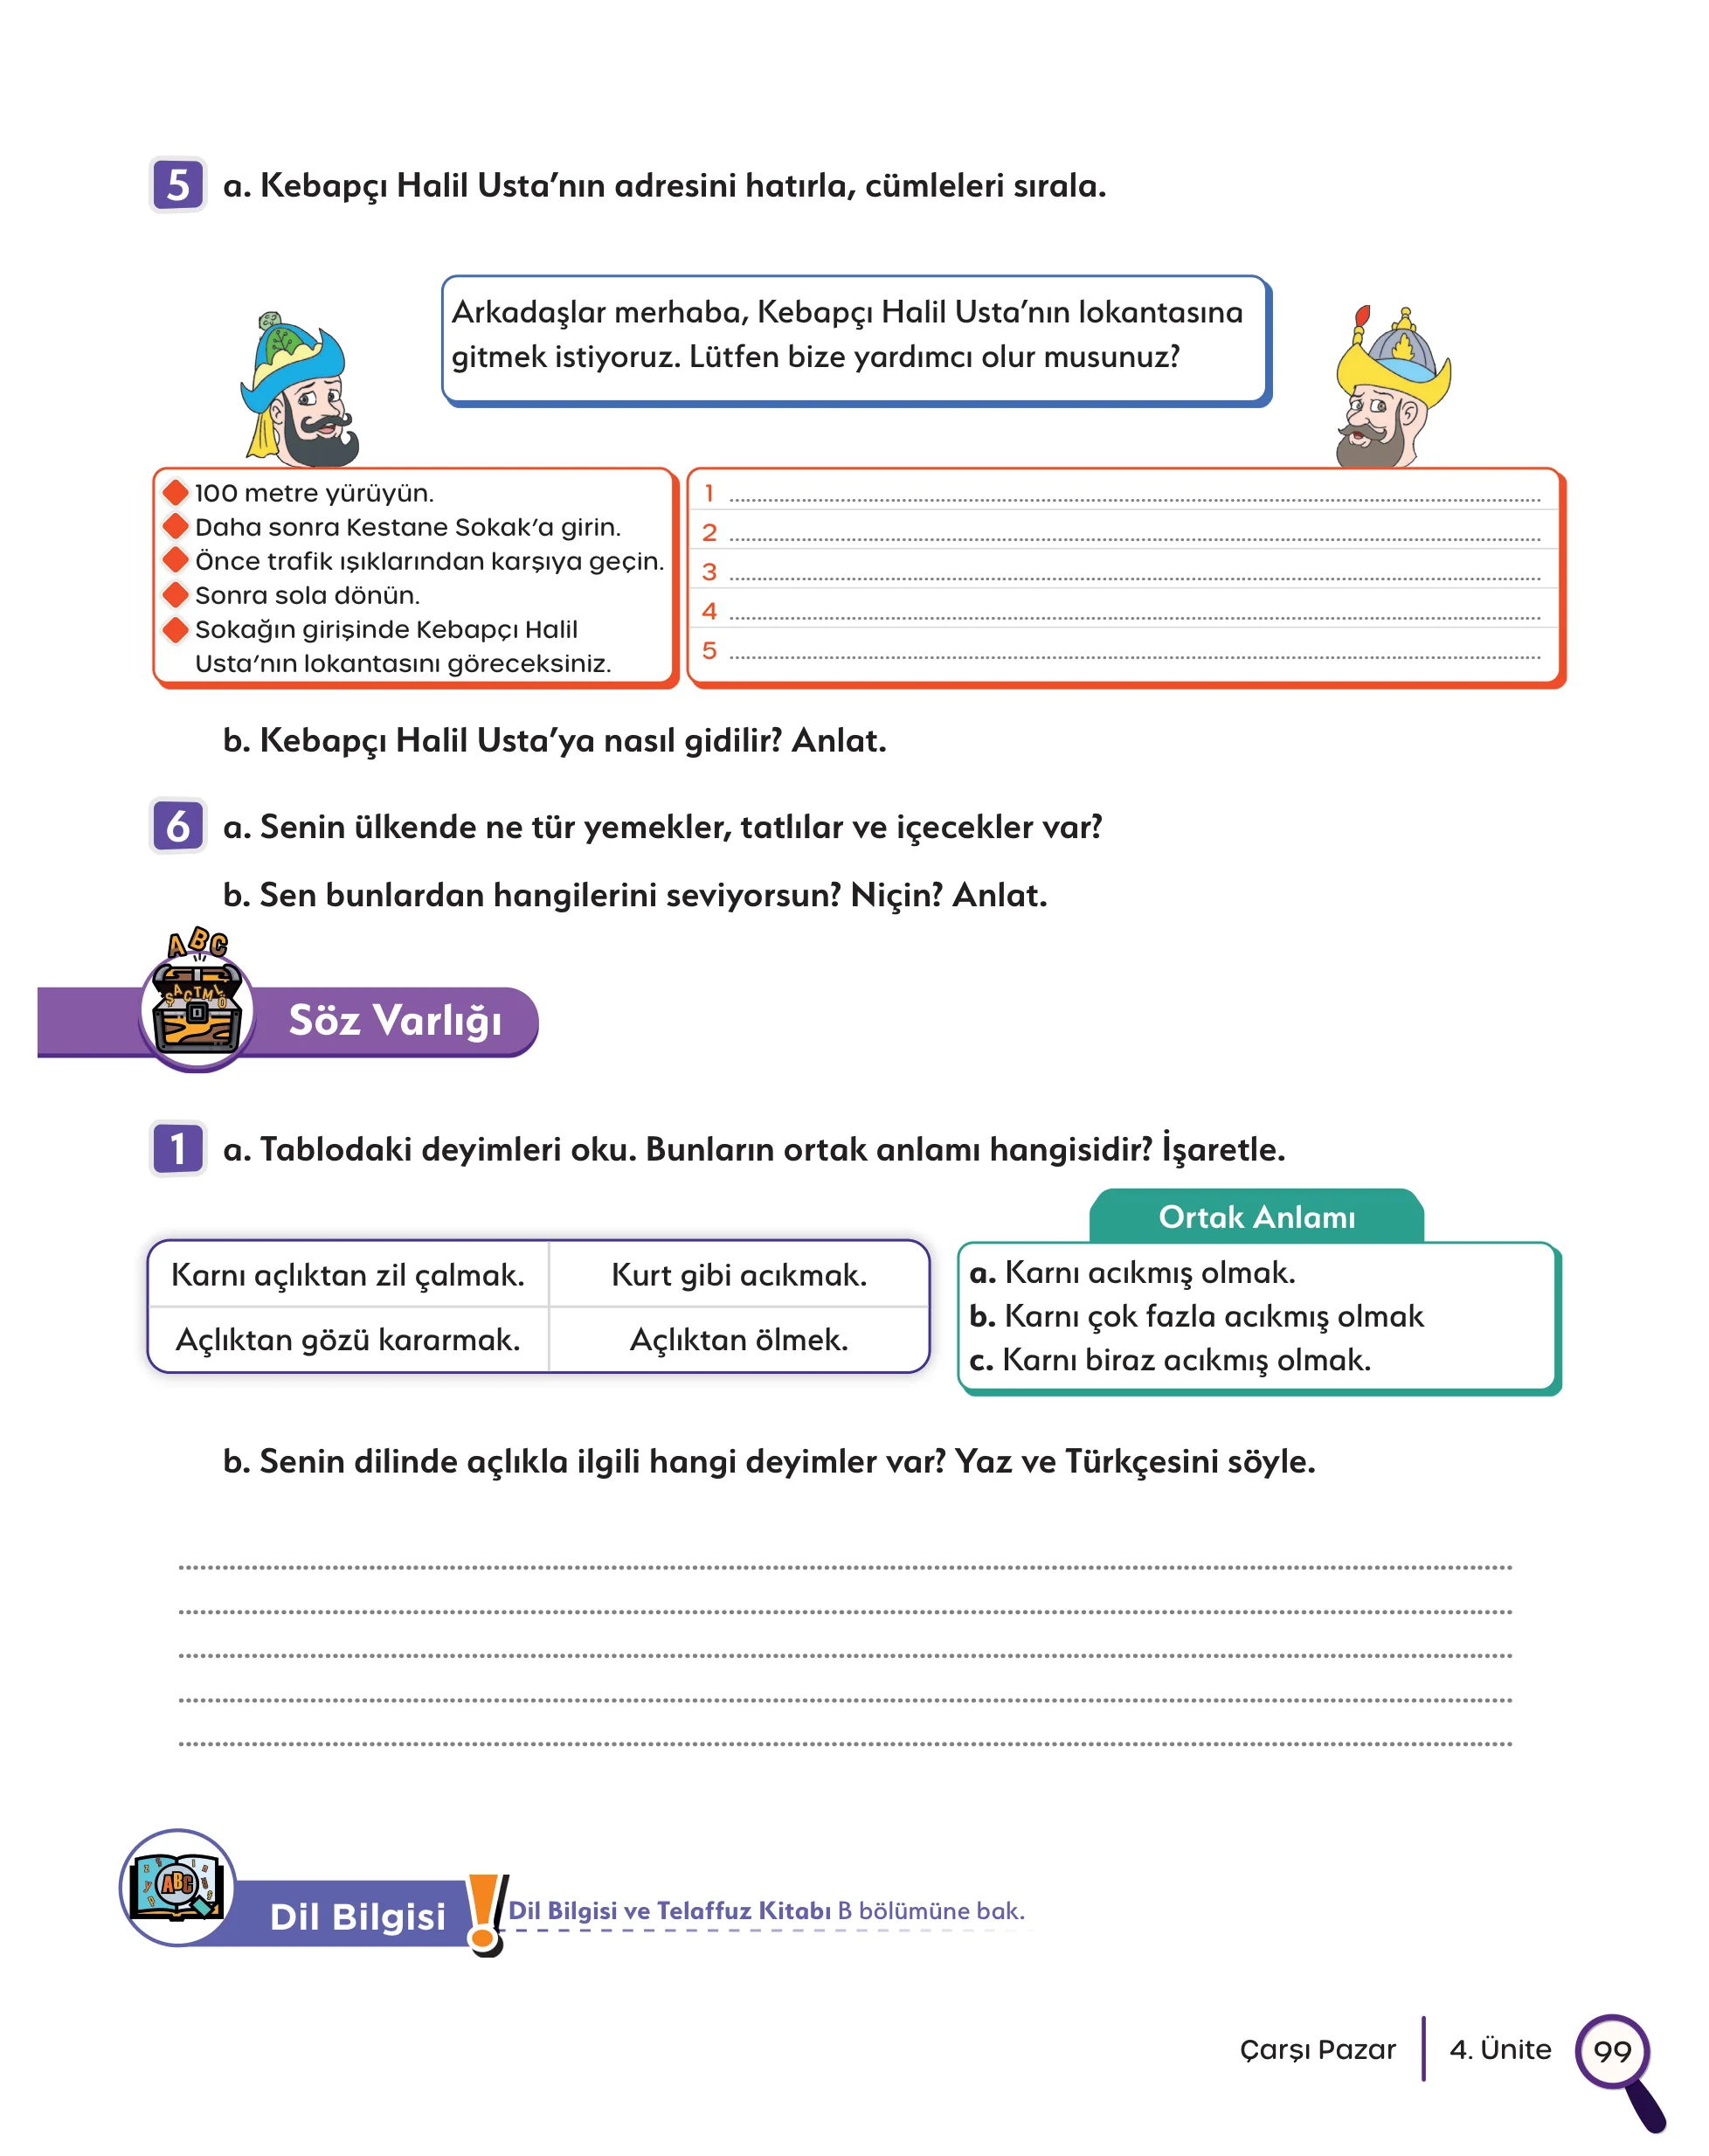 5 a. Kebapçı Halil Usta’nın adresini hatırla, cümleleri sırala.
Arkadaşlar merhaba, Kebapçı Halil Usta’nın lokantasına
gitmek istiyoruz. Lütfen bize yardımcı olur musunuz?
100 metre yürüyün.
Daha sonra Kestane Sokak’a girin.
Önce trafik ışıklarından karşıya geçin.
Sonra sola dönün.
Sokağın girişinde Kebapçı Halil
Usta’nın lokantasını göreceksiniz.
1
2
3
4
5
b. Kebapçı Halil Usta’ya nasıl gidilir? Anlat.
6 a. Senin ülkende ne tür yemekler, tatlılar ve içecekler var?
b. Sen bunlardan hangilerini seviyorsun? Niçin? Anlat.
ABC
Söz Varlığı
1 a. Tablodaki deyimleri oku. Bunların ortak anlamı hangisidir? İşaretle.
Ortak Anlamı
Karnı açlıktan zil çalmak. Kurt gibi acıkmak.
Açlıktan gözü kararmak. Açlıktan ölmek.
a. Karnı acıkmış olmak.
b. Karnı çok fazla acıkmış olmak
c. Karnı biraz acıkmış olmak.
b. Senin dilinde açlıkla ilgili hangi deyimler var? Yaz ve Türkçesini söyle.
ABC
Dil Bilgisi
Dil Bilgisi ve Telaffuz Kitabı B bölümüne bak.
Çarşı Pazar 4. Ünite 99